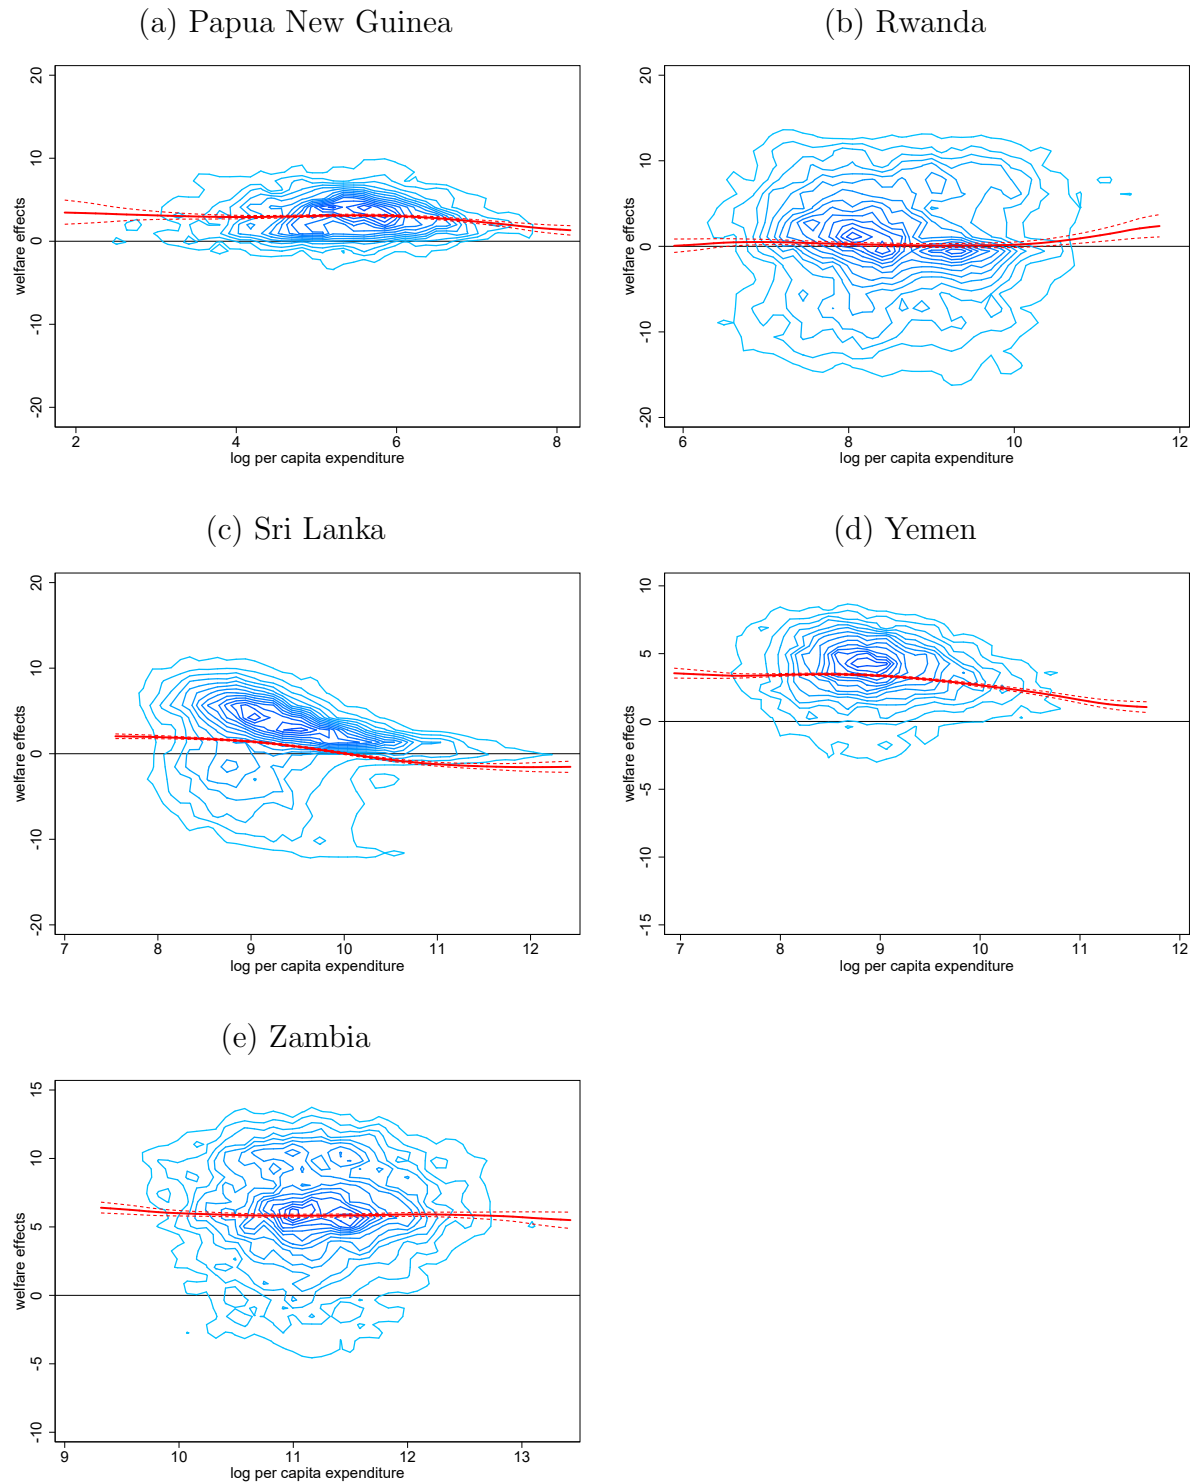 (a) Papua New Guinea
(b) Rwanda
20
10
0
-10
-20
welfare effects
2 4 6 8
log per capita expenditure
20
10
0
-10
-20
welfare effects
6 8 10 12
log per capita expenditure
(c) Sri Lanka
(d) Yemen
20
10
0
-10
-20
welfare effects
7 8 9 10 11 12
log per capita expenditure
10
5
0
-5
-10
-15
welfare effects
7 8 9 10 11 12
log per capita expenditure
(e) Zambia
15
10
5
0
-5
-10
welfare effects
9 10 11 12 13
log per capita expenditure